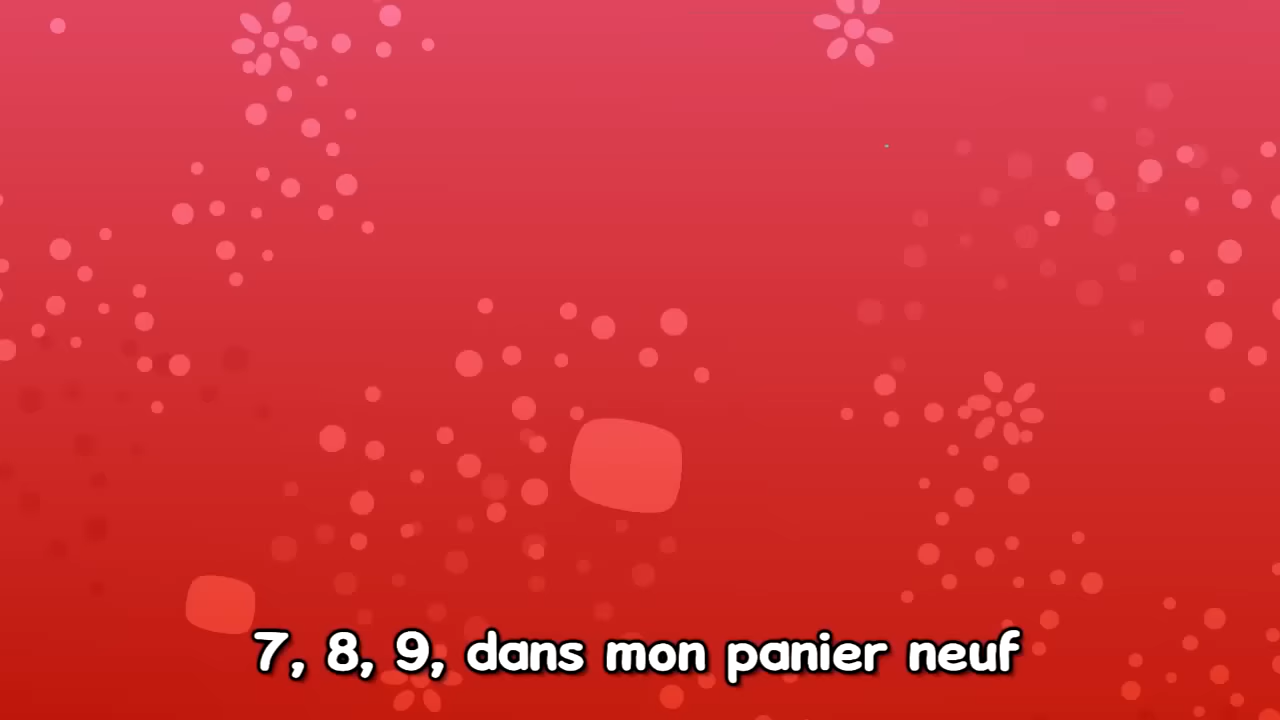 7, 8, 9, dans mon panier neuf